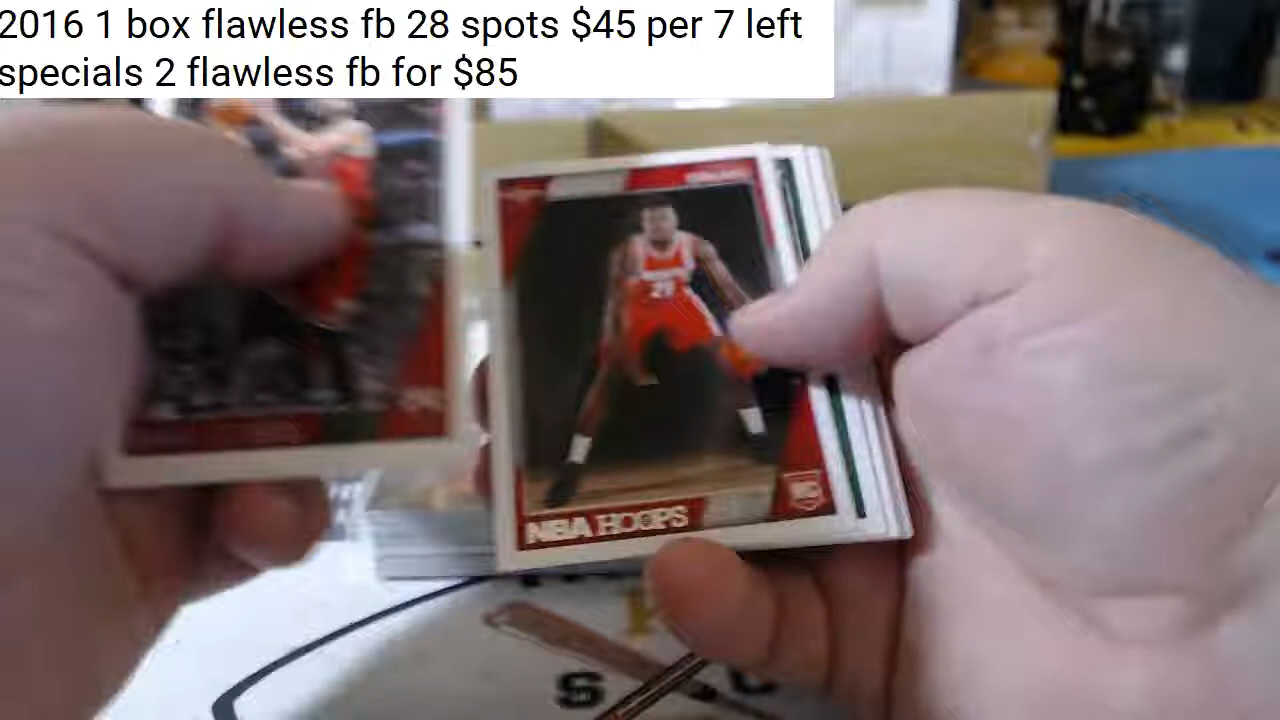 2016 1 box flawless fb 28 spots $45 per 7 left
specials 2 flawless fb for $85
NBA HOOPS
RC
S